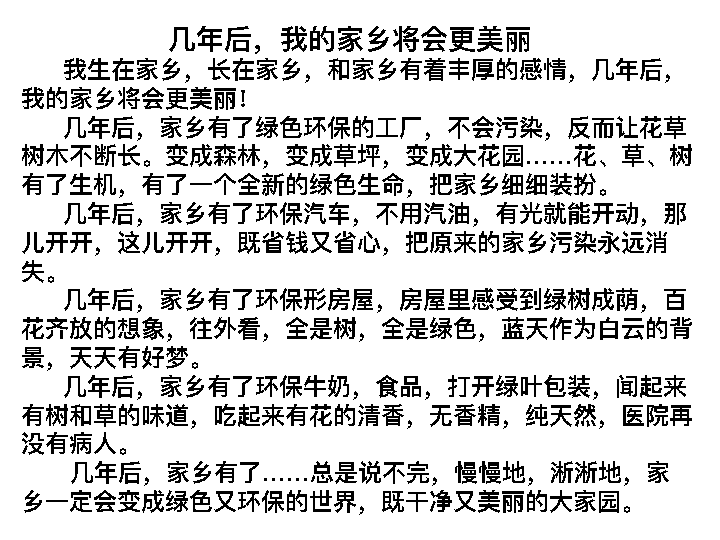 几年后，我的家乡将会更美丽
我生在家乡，长在家乡，和家乡有着丰厚的感情，几年后，
我的家乡将会更美丽！
几年后，家乡有了绿色环保的工厂，不会污染，反而让花草
树木不断长。变成森林，变成草坪，变成大花园……花、草、树
有了生机，有了一个全新的绿色生命，把家乡细细装扮。
几年后，家乡有了环保汽车，不用汽油，有光就能开动，那
儿开开，这儿开开，既省钱又省心，把原来的家乡污染永远消
失。
几年后，家乡有了环保形房屋，房屋里感受到绿树成荫，百
花齐放的想象，往外看，全是树，全是绿色，蓝天作为白云的背
景，天天有好梦。
几年后，家乡有了环保牛奶，食品，打开绿叶包装，闻起来
有树和草的味道，吃起来有花的清香，无香精，纯天然，医院再
没有病人。
几年后，家乡有了……总是说不完，慢慢地，淅淅地，家
乡一定会变成绿色又环保的世界，既干净又美丽的大家园。